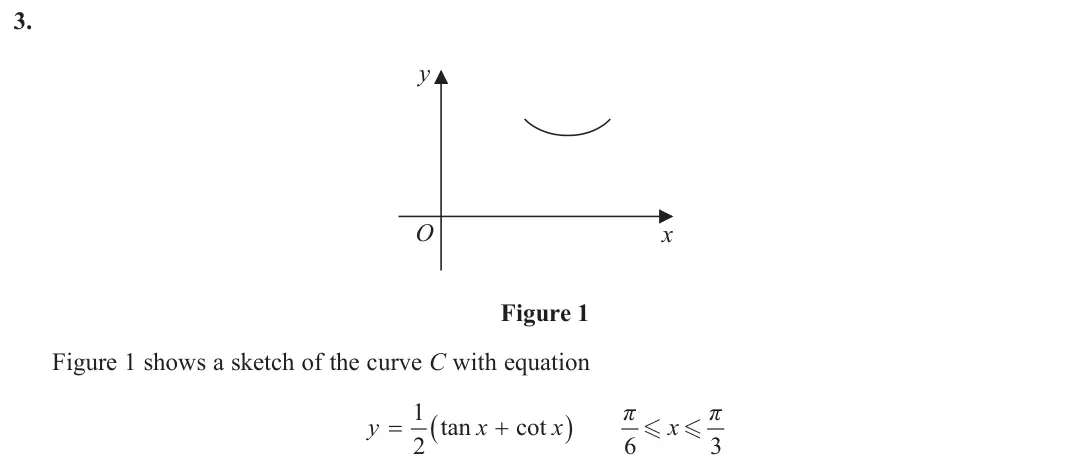 3.
y
O
x
Figure 1
Figure 1 shows a sketch of the curve C with equation
y = 1/2 (tan x + cot x)    π/6 ⩽ x ⩽ π/3